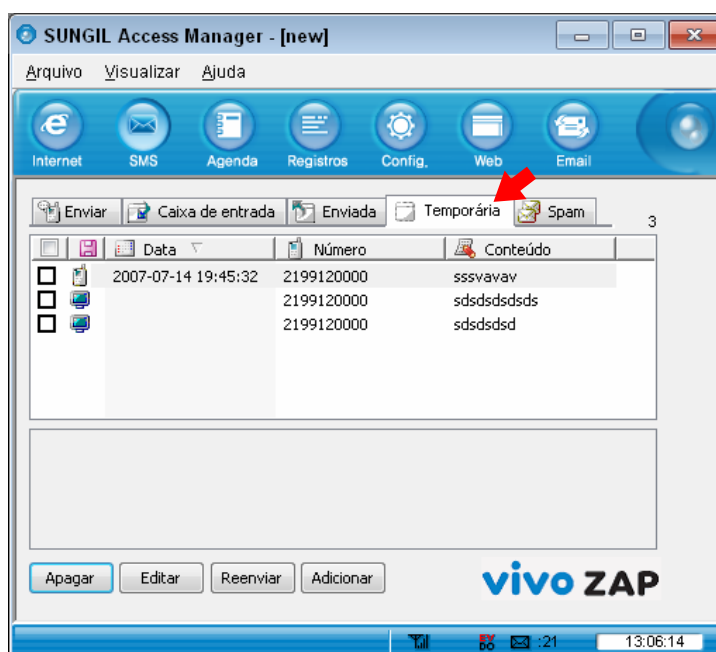 SUNGIL Access Manager - [new]
Arquivo Visualizar Ajuda
Internet SMS Agenda Registros Config. Web Email
Enviar Caixa de entrada Enviada Temporária Spam 3
Data Número Conteúdo
2007-07-14 19:45:32 2199120000 sssvavav
2199120000 sdsdsdsdsds
2199120000 sdsdsdsd
Apagar Editar Reenviar Adicionar vivo ZAP
EV DO :21 13:06:14